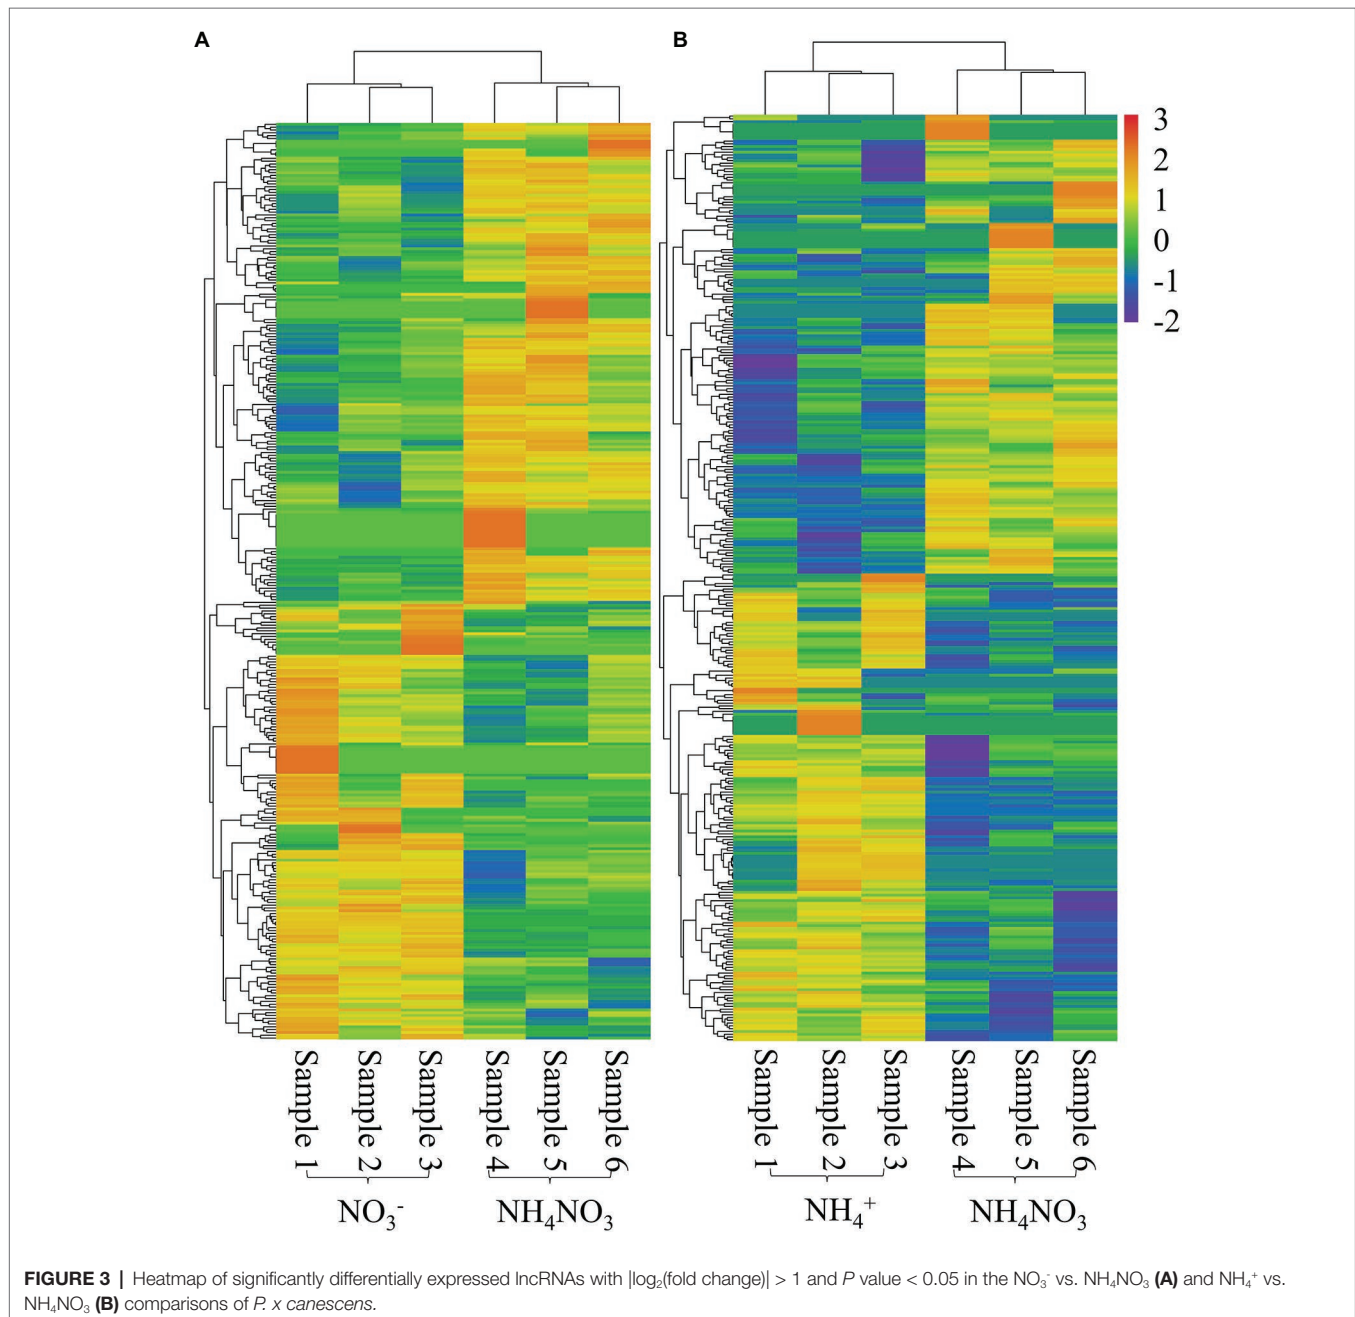 A
B
3
2
1
0
-1
-2
Sample 1
Sample 2
Sample 3
Sample 4
Sample 5
Sample 6
Sample 1
Sample 2
Sample 3
Sample 4
Sample 5
Sample 6
NO₃⁻
NH₄NO₃
NH₄⁺
NH₄NO₃
FIGURE 3 | Heatmap of significantly differentially expressed lncRNAs with |log₂(fold change)| > 1 and P value < 0.05 in the NO₃⁻ vs. NH₄NO₃ (A) and NH₄⁺ vs.
NH₄NO₃ (B) comparisons of P. x canescens.